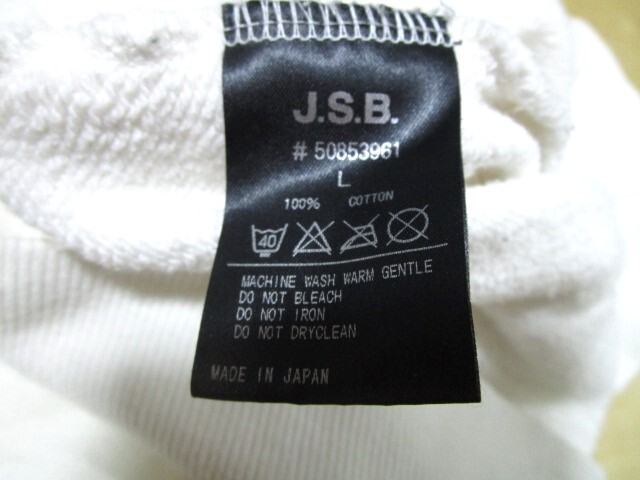 J.S.B.
# 50853961
L
100% COTTON
40
MACHINE WASH WARM GENTLE
DO NOT BLEACH
DO NOT IRON
DO NOT DRYCLEAN
MADE IN JAPAN